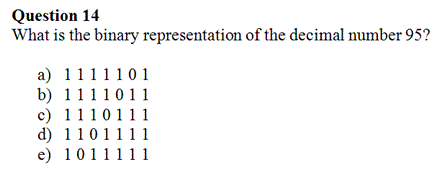 Question 14
What is the binary representation of the decimal number 95?
a) 1 1 1 1 1 0 1
b) 1 1 1 1 0 1 1
c) 1 1 1 0 1 1 1
d) 1 1 0 1 1 1 1
e) 1 0 1 1 1 1 1